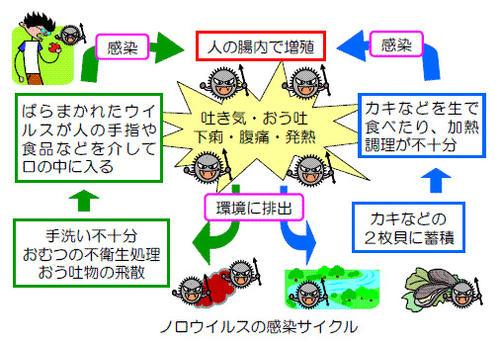 感染
人の腸内で増殖
感染
ばらまかれたウイ
ルスが人の手指や
食品などを介して
口の中に入る
吐き気・おう吐
下痢・腹痛・発熱
カキなどを生で
食べたり、加熱
調理が不十分
環境に排出
手洗い不十分
おむつの不衛生処理
おう吐物の飛散
カキなどの
2枚貝に蓄積
ノロウイルスの感染サイクル